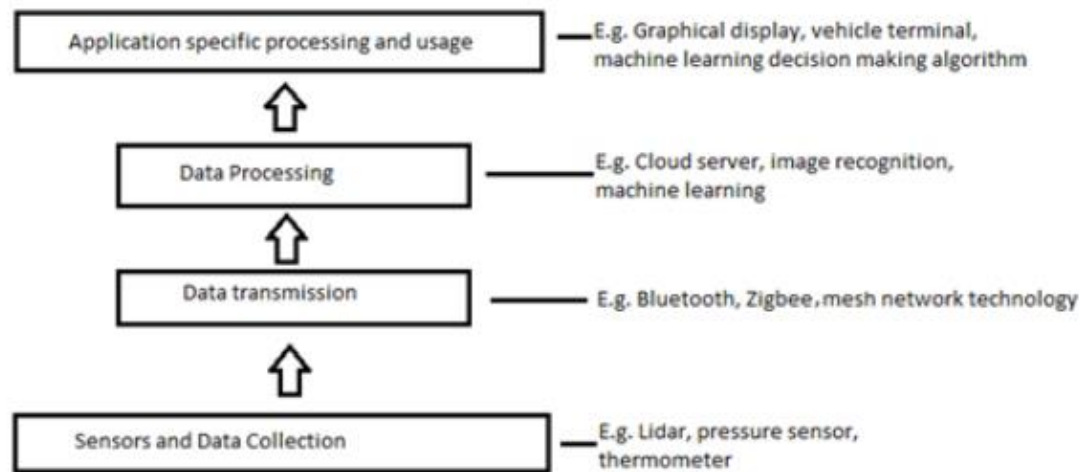 Application specific processing and usage
E.g. Graphical display, vehicle terminal,
machine learning decision making algorithm
Data Processing
E.g. Cloud server, image recognition,
machine learning
Data transmission
E.g. Bluetooth, Zigbee,mesh network technology
Sensors and Data Collection
E.g. Lidar, pressure sensor,
thermometer